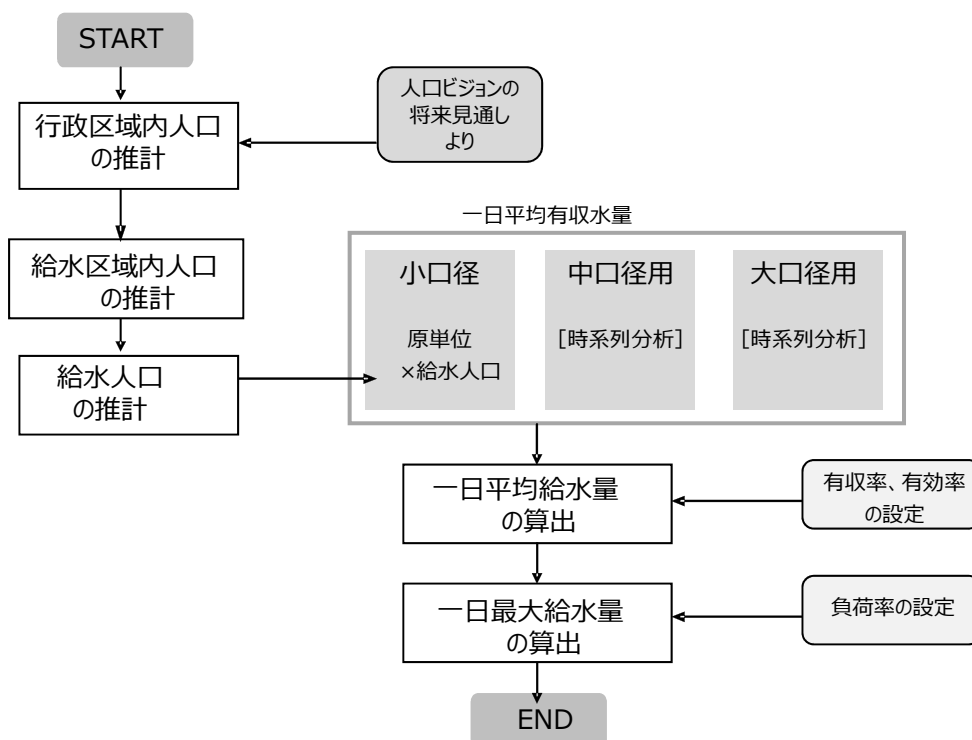 START
人口ビジョンの
将来見通し
より
行政区域内人口
の推計
給水区域内人口
の推計
給水人口
の推計
一日平均有収水量
小口径
原単位
×給水人口
中口径用
［時系列分析］
大口径用
［時系列分析］
一日平均給水量
の算出
有収率、有効率
の設定
一日最大給水量
の算出
負荷率の設定
END